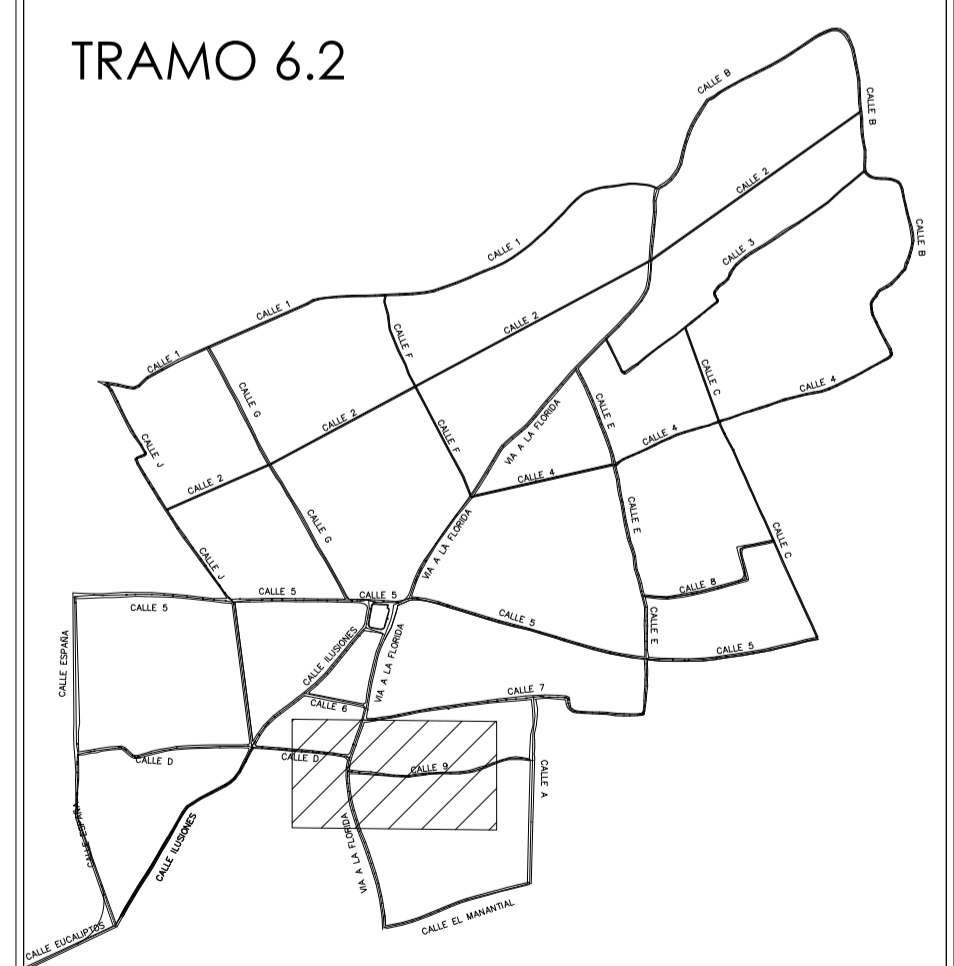 TRAMO 6.2
CALLE B
CALLE B
CALLE 2
CALLE B
CALLE 3
CALLE 1
CALLE 1
CALLE 2
CALLE F
CALLE 1
CALLE C
CALLE 4
CALLE G
CALLE 2
CALLE F
VIA A LA FLORIDA
CALLE E
CALLE 4
CALLE J
CALLE 2
CALLE 4
CALLE G
VIA A LA FLORIDA
CALLE E
CALLE C
CALLE J
CALLE 8
CALLE 5
CALLE 5
CALLE 5
CALLE 5
CALLE E
CALLE 5
CALLE ESPAÑA
CALLE ILUSIONES
VIA A LA FLORIDA
CALLE 6
CALLE 7
CALLE D
CALLE D
CALLE 9
CALLE A
CALLE ESPAÑA
CALLE ILUSIONES
VIA A LA FLORIDA
CALLE EL MANANTIAL
CALLE EUCALIPTOS